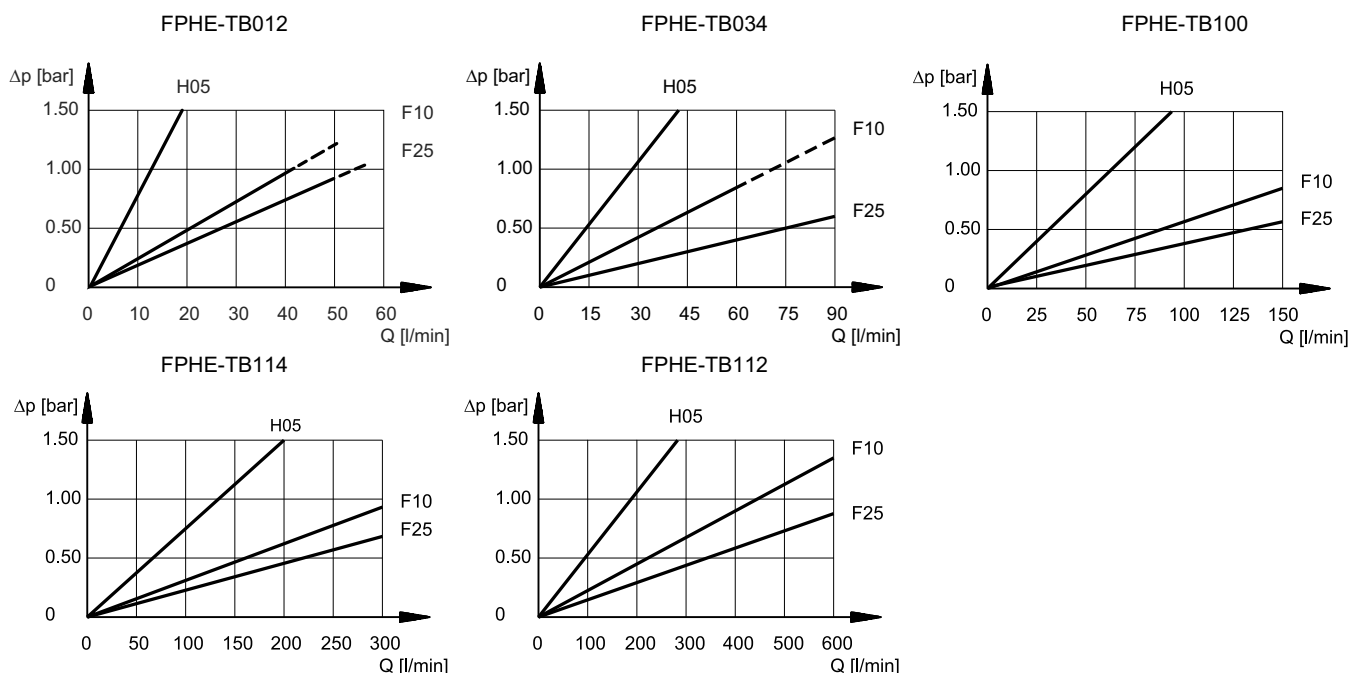 FPHE-TB012
Δp [bar]
H05
F10
F25
1.50
1.00
0.50
0
0 10 20 30 40 50 60
Q [l/min]
FPHE-TB034
Δp [bar]
H05
F10
F25
1.50
1.00
0.50
0
0 15 30 45 60 75 90
Q [l/min]
FPHE-TB100
Δp [bar]
H05
F10
F25
1.50
1.00
0.50
0
0 25 50 75 100 125 150
Q [l/min]
FPHE-TB114
Δp [bar]
H05
F10
F25
1.50
1.00
0.50
0
0 50 100 150 200 250 300
Q [l/min]
FPHE-TB112
Δp [bar]
H05
F10
F25
1.50
1.00
0.50
0
0 100 200 300 400 500 600
Q [l/min]